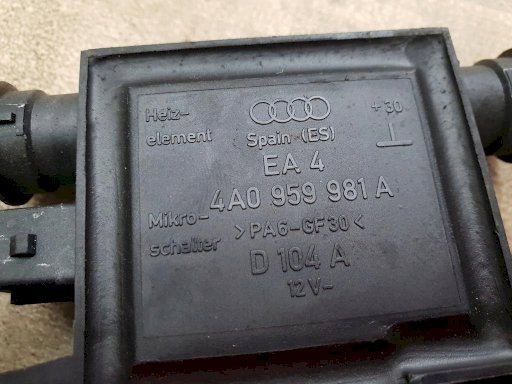 Heiz-
element
Spain (ES)
+30
EA 4
4A0 959 981 A
Mikro-
schalter
>PA6-GF30<
D 104 A
12V-